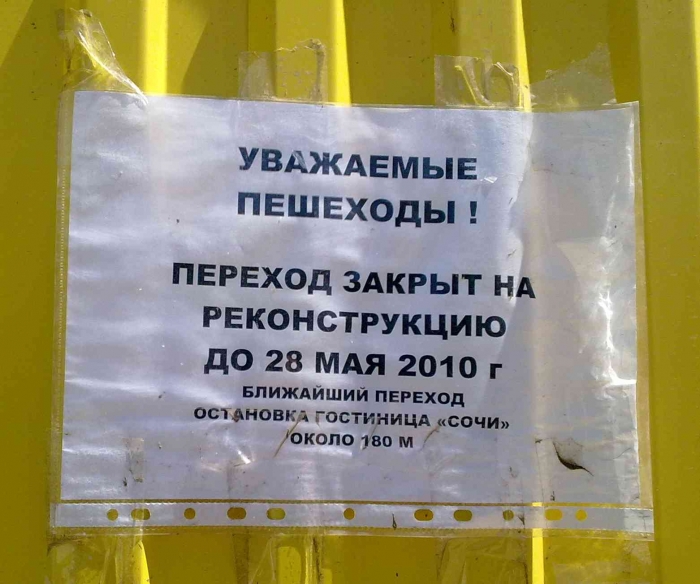 УВАЖАЕМЫЕ
ПЕШЕХОДЫ !
ПЕРЕХОД ЗАКРЫТ НА
РЕКОНСТРУКЦИЮ
ДО 28 МАЯ 2010 г
БЛИЖАЙШИЙ ПЕРЕХОД
ОСТАНОВКА ГОСТИНИЦА «СОЧИ»
ОКОЛО 180 М